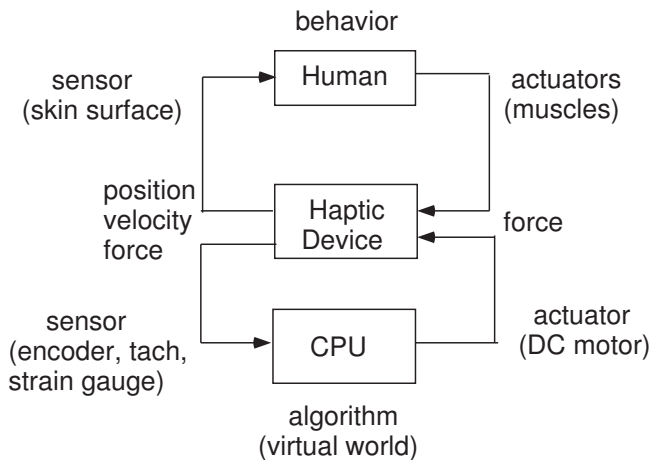 behavior
sensor
(skin surface)
Human
actuators
(muscles)
position
velocity
force
Haptic
Device
force
sensor
(encoder, tach,
strain gauge)
CPU
actuator
(DC motor)
algorithm
(virtual world)